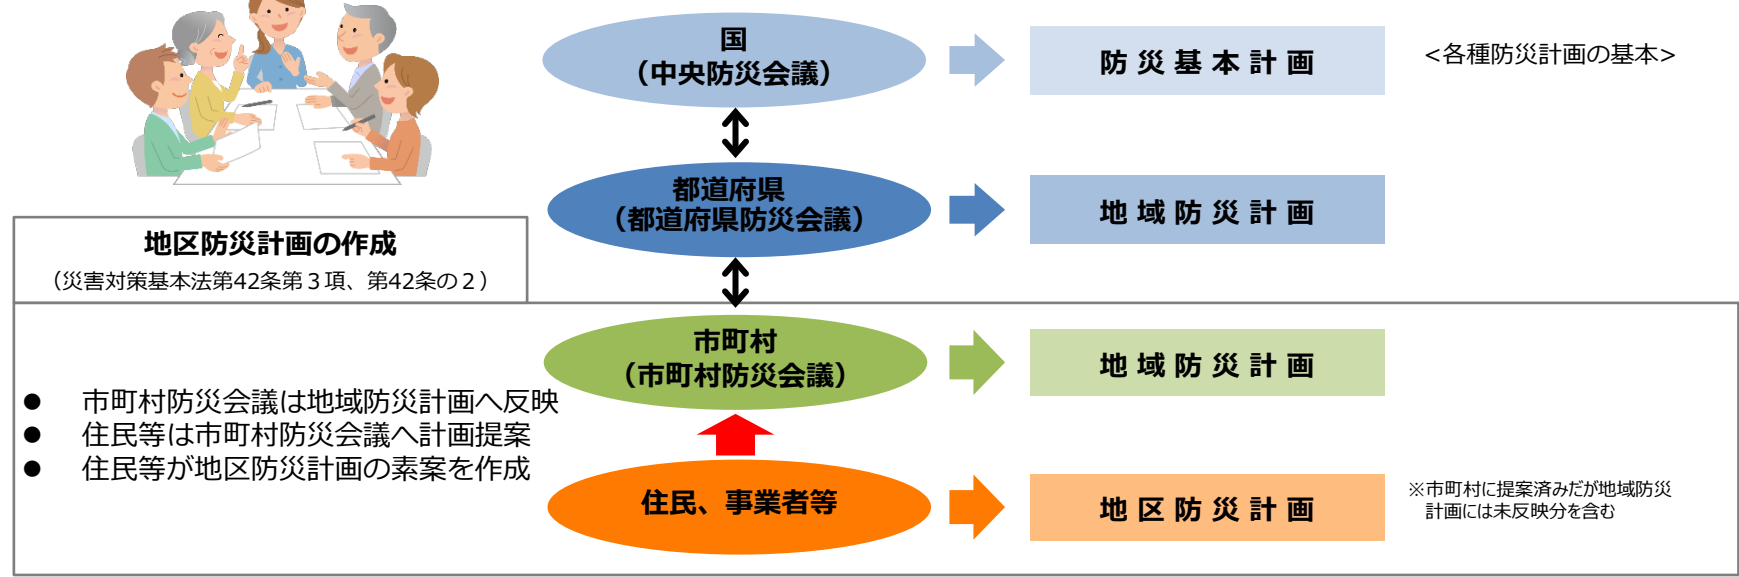 国
（中央防災会議）
防災基本計画
<各種防災計画の基本>
都道府県
（都道府県防災会議）
地域防災計画
地区防災計画の作成
（災害対策基本法第42条第３項、第42条の２）
市町村
（市町村防災会議）
地域防災計画
● 市町村防災会議は地域防災計画へ反映
● 住民等は市町村防災会議へ計画提案
● 住民等が地区防災計画の素案を作成
住民、事業者等
地区防災計画
※市町村に提案済みだが地域防災
計画には未反映分を含む